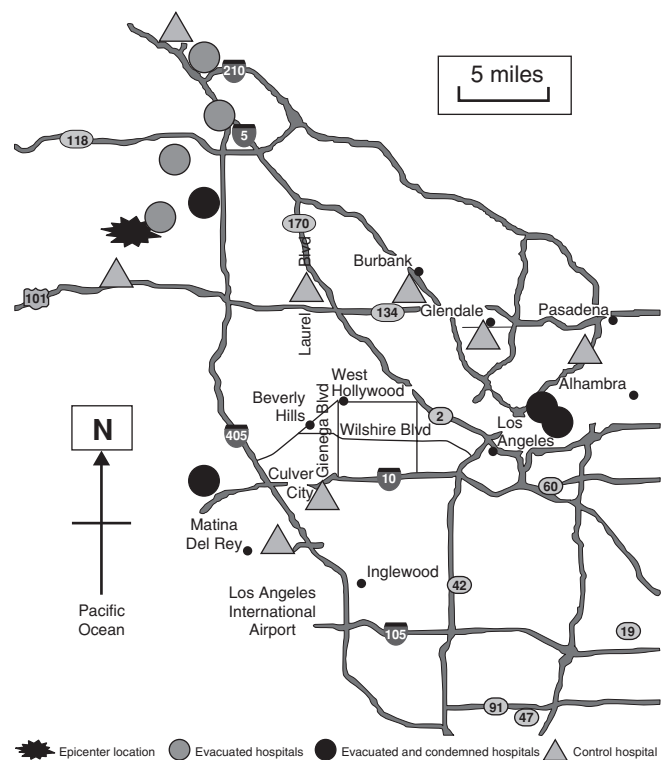 210
5 miles
118
5
170
Laurel Blvd
Burbank
101
134
Glendale
Pasadena
West
Hollywood
Alhambra
Beverly
Hills
Gienega Blvd
2
N
405
Wilshire Blvd
Los
Angeles
Culver
City
10
60
Matina
Del Rey
Inglewood
42
Los Angeles
International
Airport
Pacific
Ocean
105
19
91
47
Epicenter location
Evacuated hospitals
Evacuated and condemned hospitals
Control hospital